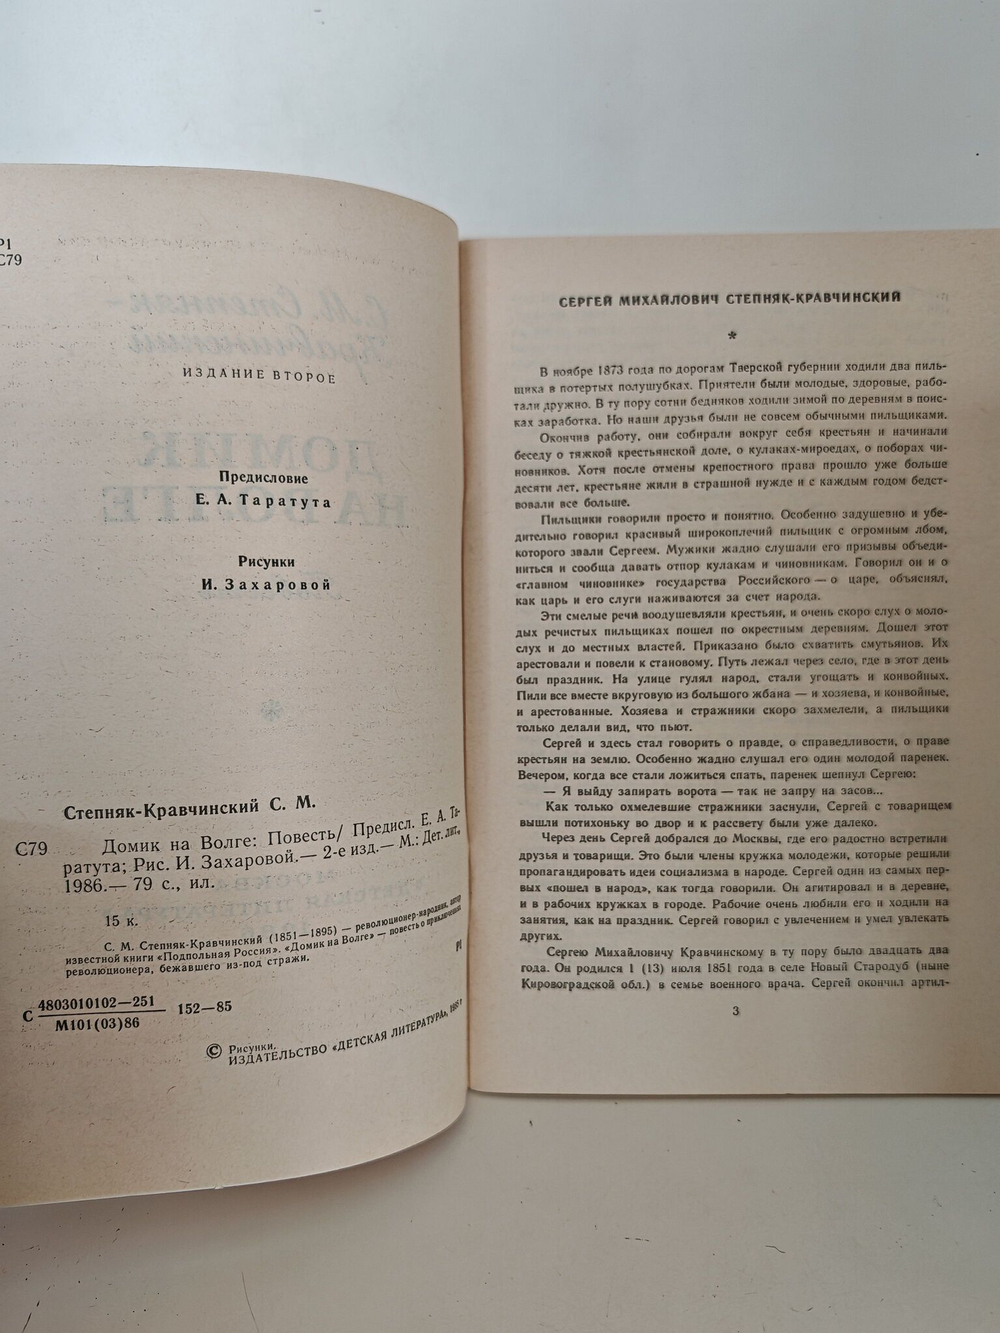 Р1
С79
ИЗДАНИЕ ВТОРОЕ
Предисловие
Е. А. Таратута
Рисунки
И. Захаровой
Степняк-Кравчинский С. М.
С79 Домик на Волге: Повесть/ Предисл. Е. А. Та-
ратута; Рис. И. Захаровой.— 2-е изд.— М.: Дет. лит.,
1986.— 79 с., ил.
15 к.
С. М. Степняк-Кравчинский (1851—1895) — революционер-народник, автор
известной книги «Подпольная Россия». «Домик на Волге» — повесть о приключениях
революционера, бежавшего из-под стражи.
Р1
С 4803010102—251 152—85
М101(03)86
© Рисунки.
ИЗДАТЕЛЬСТВО «ДЕТСКАЯ ЛИТЕРАТУРА»,
СЕРГЕЙ МИХАЙЛОВИЧ СТЕПНЯК-КРАВЧИНСКИЙ
*
В ноябре 1873 года по дорогам Тверской губернии ходили два пиль-
щика в потертых полушубках. Приятели были молодые, здоровые, рабо-
тали дружно. В ту пору сотни бедняков ходили зимой по деревням в поис-
ках заработка. Но наши друзья были не совсем обычными пильщиками.
Окончив работу, они собирали вокруг себя крестьян и начинали
беседу о тяжкой крестьянской доле, о кулаках-мироедах, о поборах чи-
новников. Хотя после отмены крепостного права прошло уже больше
десяти лет, крестьяне жили в страшной нужде и с каждым годом бедст-
вовали все больше.
Пильщики говорили просто и понятно. Особенно задушевно и убе-
дительно говорил красивый широкоплечий пильщик с огромным лбом,
которого звали Сергеем. Мужики жадно слушали его призывы объеди-
ниться и сообща давать отпор кулакам и чиновникам. Говорил он и о
«главном чиновнике» государства Российского — о царе, объяснял,
как царь и его слуги наживаются за счет народа.
Эти смелые речи воодушевляли крестьян, и очень скоро слух о моло-
дых речистых пильщиках пошел по окрестным деревням. Дошел этот
слух и до местных властей. Приказано было схватить смутьянов. Их
арестовали и повели к становому. Путь лежал через село, где в этот день
был праздник. На улице гулял народ, стали угощать и конвойных.
Пили все вместе вкруговую из большого жбана — и хозяева, и конвойные,
и арестованные. Хозяева и стражники скоро захмелели, а пильщики
только делали вид, что пьют.
Сергей и здесь стал говорить о правде, о справедливости, о праве
крестьян на землю. Особенно жадно слушал его один молодой паренек.
Вечером, когда все стали ложиться спать, паренек шепнул Сергею:
— Я выйду запирать ворота — так не запру на засов...
Как только охмелевшие стражники заснули, Сергей с товарищем
вышли потихоньку во двор и к рассвету были уже далеко.
Через день Сергей добрался до Москвы, где его радостно встретили
друзья и товарищи. Это были члены кружка молодежи, которые решили
пропагандировать идеи социализма в народе. Сергей один из самых пер-
вых «пошел в народ», как тогда говорили. Он агитировал и в деревне,
и в рабочих кружках в городе. Рабочие очень любили его и ходили на
занятия, как на праздник. Сергей говорил с увлечением и умел увлекать
других.
Сергею Михайловичу Кравчинскому в ту пору было двадцать два
года. Он родился 1 (13) июля 1851 года в селе Новый Стародуб (ныне
Кировоградской обл.) в семье военного врача. Сергей окончил артил-
3